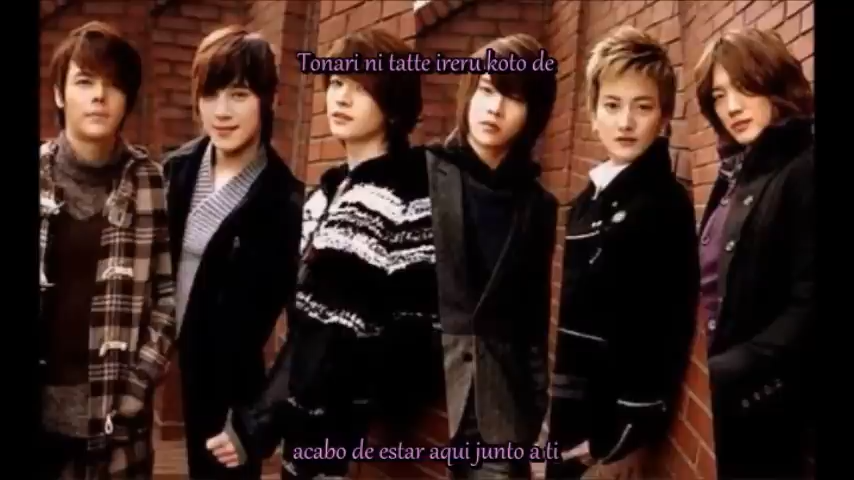 Tonari ni tatte ireru koto de
acabo de estar aqui junto a ti